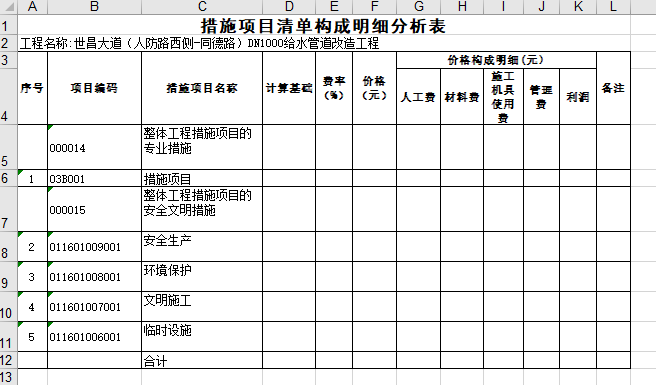 A B C D E F G H I J K L
1 措施项目清单构成明细分析表
2 工程名称:世昌大道（人防路西侧-同德路）DN1000给水管道改造工程
3 序号 项目编码 措施项目名称 计算基础 费率(%) 价格(元) 价格构成明细(元) 备注
4 人工费 材料费 施工机具使用费 管理费 利润
5 000014 整体工程措施项目的专业措施
6 1 03B001 措施项目
7 000015 整体工程措施项目的安全文明措施
8 2 011601009001 安全生产
9 3 011601008001 环境保护
10 4 011601007001 文明施工
11 5 011601006001 临时设施
12 合计
13